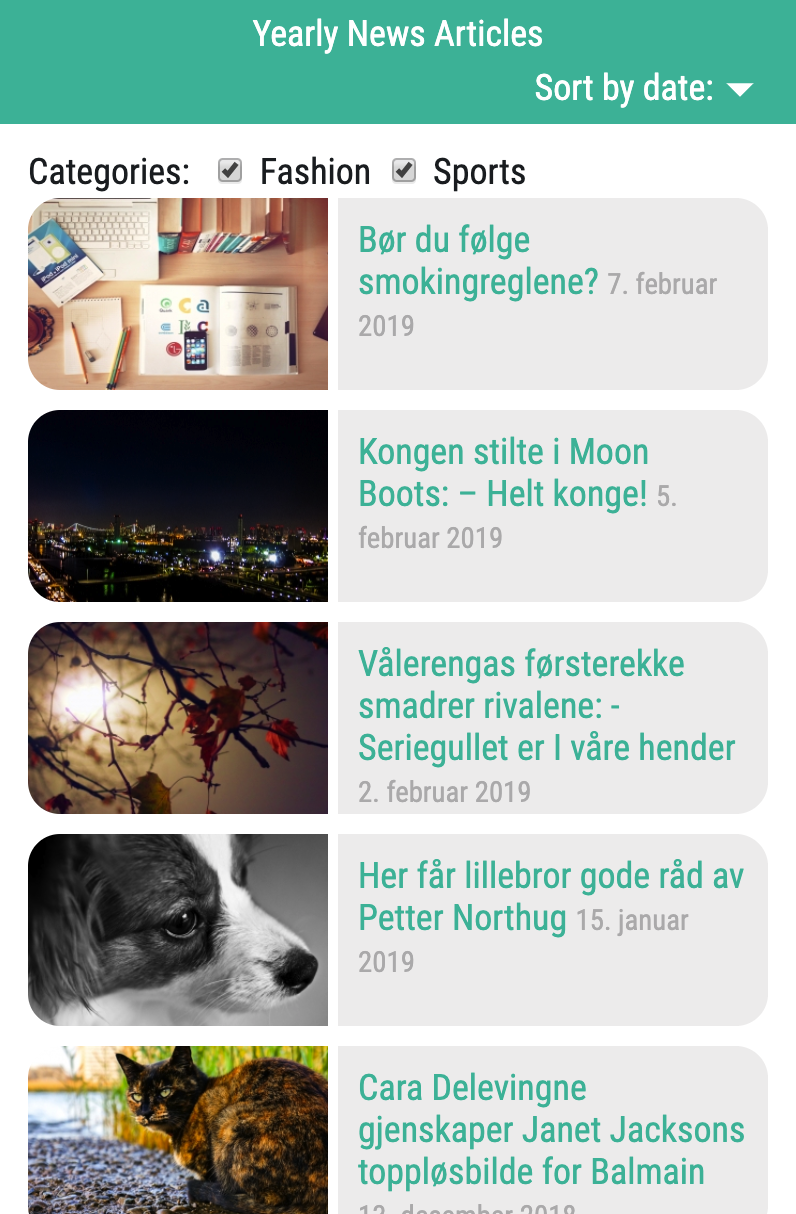 Yearly News Articles
Sort by date:
Categories: Fashion Sports
Bør du følge
smokingreglene? 7. februar
2019
Kongen stilte i Moon
Boots: – Helt konge! 5.
februar 2019
Vålerengas førsterekke
smadrer rivalene: -
Seriegullet er I våre hender
2. februar 2019
Her får lillebror gode råd av
Petter Northug 15. januar
2019
Cara Delevingne
gjenskaper Janet Jacksons
toppløsbilde for Balmain
desember 2018